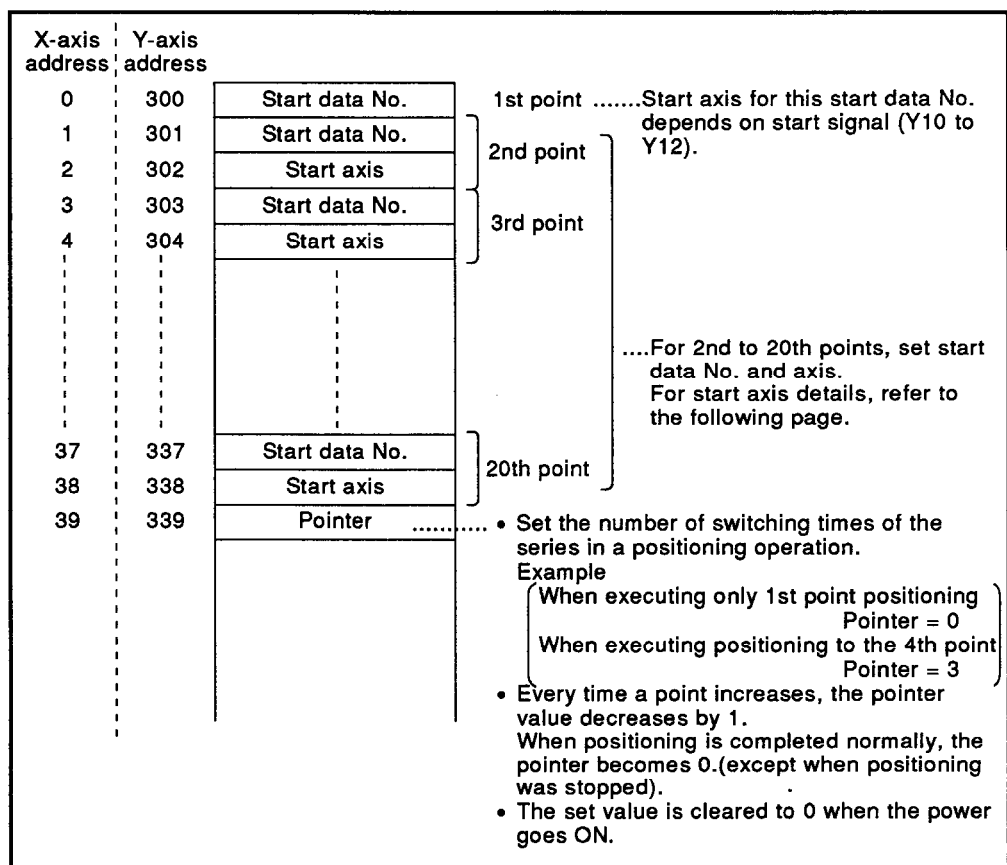 X-axis address Y-axis address
0 300 Start data No. 1st point .......Start axis for this start data No.
depends on start signal (Y10 to
Y12).
1 301 Start data No.
2nd point
2 302 Start axis
3 303 Start data No.
3rd point
4 304 Start axis
....For 2nd to 20th points, set start
data No. and axis.
For start axis details, refer to
the following page.
37 337 Start data No.
20th point
38 338 Start axis
39 339 Pointer ............ • Set the number of switching times of the
series in a positioning operation.
Example
When executing only 1st point positioning
Pointer = 0
When executing positioning to the 4th point
Pointer = 3
• Every time a point increases, the pointer
value decreases by 1.
When positioning is completed normally, the
pointer becomes 0.(except when positioning
was stopped).
• The set value is cleared to 0 when the power
goes ON.